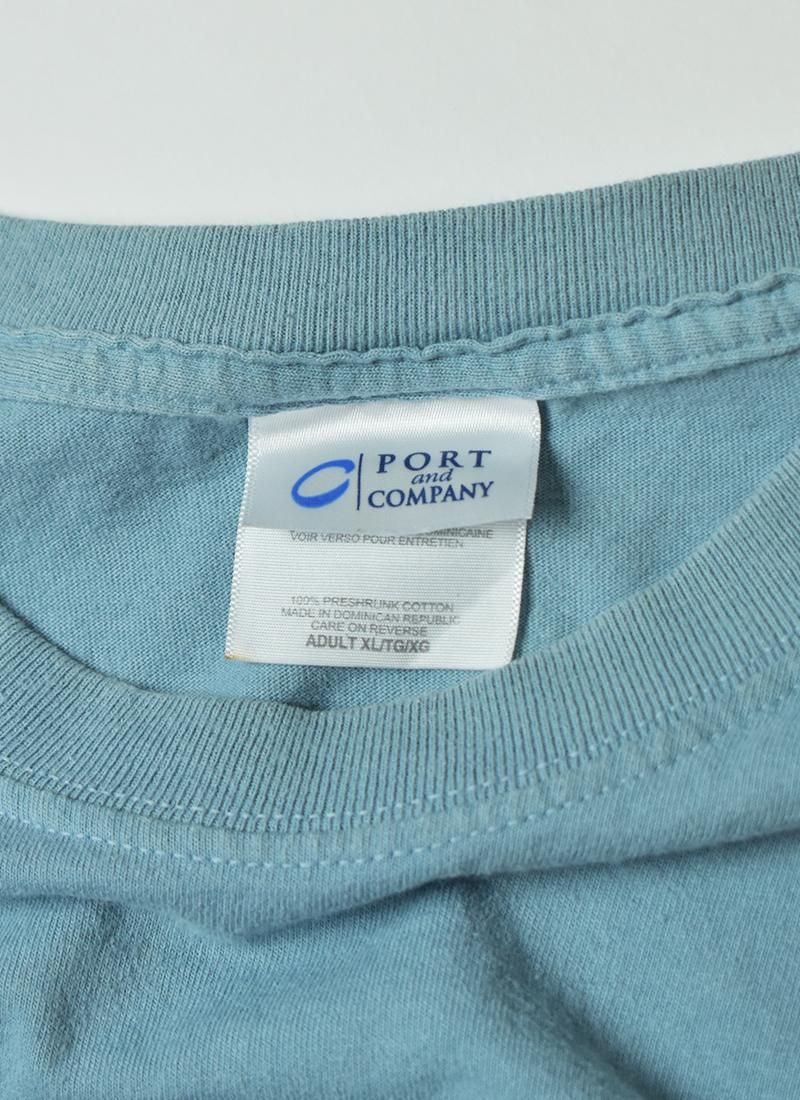 PORT
and
COMPANY
VOIR VERSO POUR ENTRETIEN
100% PRESHRUNK COTTON
MADE IN DOMINICAN REPUBLIC
CARE ON REVERSE
ADULT XL/TG/XG